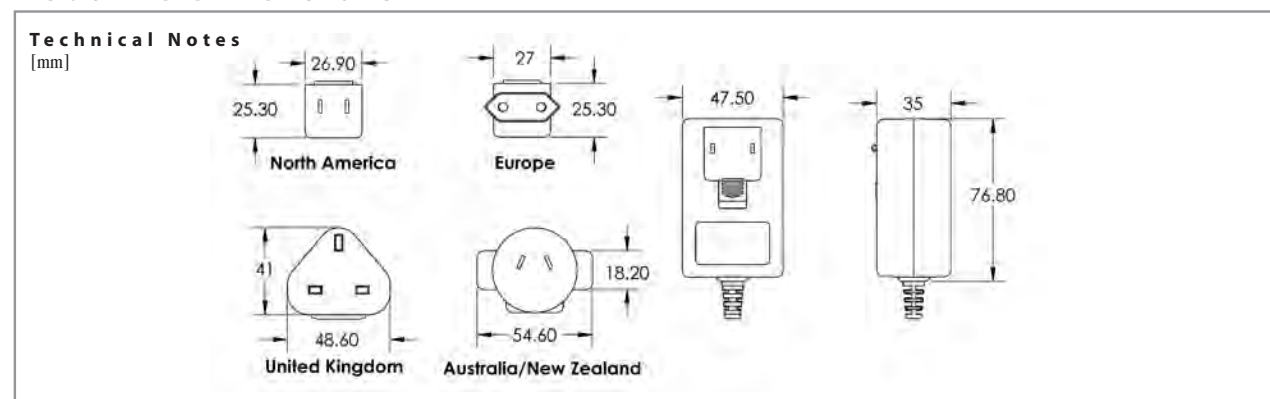 Technical Notes
[mm]
26.90
25.30
North America
27
25.30
Europe
47.50
35
76.80
41
48.60
United Kingdom
18.20
54.60
Australia/New Zealand